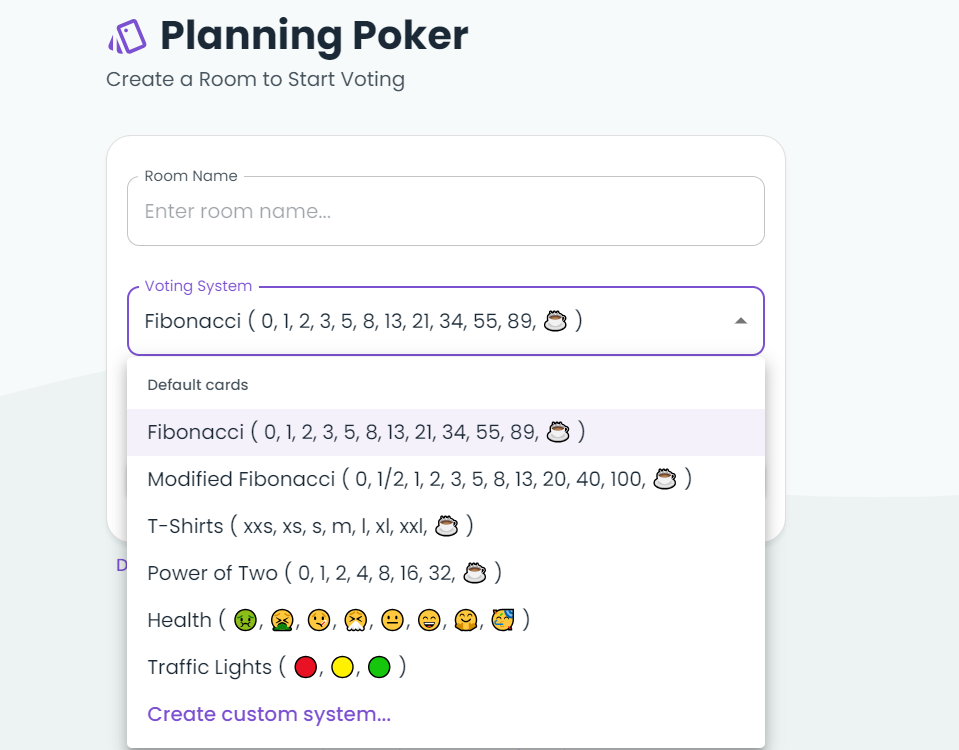 Planning Poker
Create a Room to Start Voting
Room Name
Enter room name...
Voting System
Fibonacci ( 0, 1, 2, 3, 5, 8, 13, 21, 34, 55, 89, ☕ )
Default cards
Fibonacci ( 0, 1, 2, 3, 5, 8, 13, 21, 34, 55, 89, ☕ )
Modified Fibonacci ( 0, 1/2, 1, 2, 3, 5, 8, 13, 20, 40, 100, ☕ )
T-Shirts ( xxs, xs, s, m, l, xl, xxl, ☕ )
Power of Two ( 0, 1, 2, 4, 8, 16, 32, ☕ )
Health ( 🤢, 🤮, 🤒, 🤧, 😐, 😄, 🤗, 🥳 )
Traffic Lights ( 🔴, 🟡, 🟢 )
Create custom system...